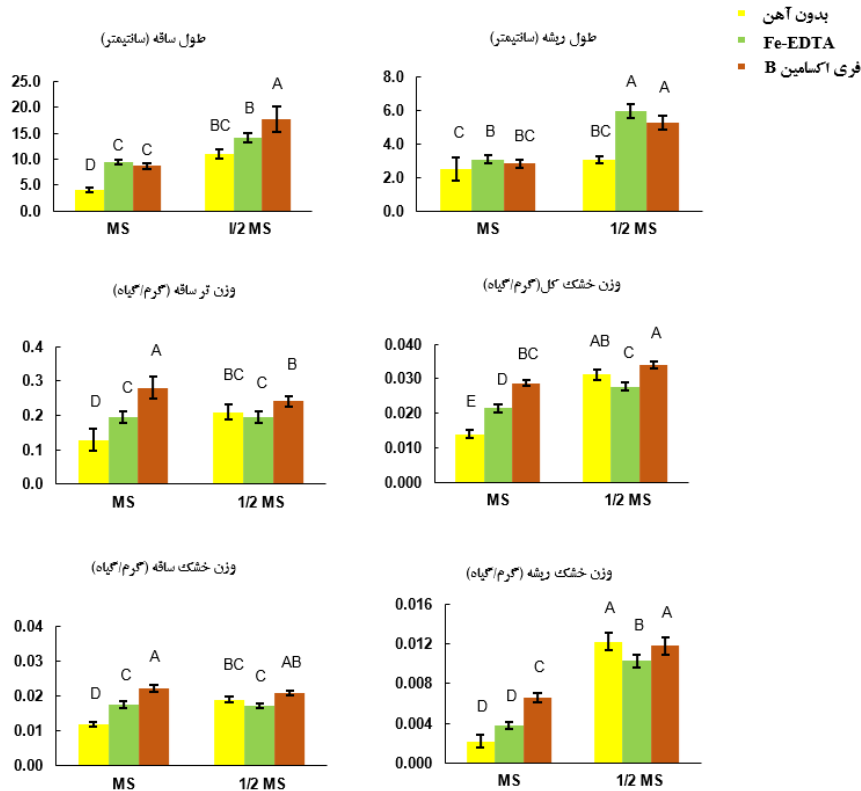 بدون آهن
Fe-EDTA
فری اکسامین B
طول ساقه (سانتیمتر)
25.0
20.0
15.0
10.0
5.0
0.0
D C C BC B A
MS I/2 MS
طول ریشه (سانتیمتر)
8.0
6.0
4.0
2.0
0.0
C B BC BC A A
MS 1/2 MS
وزن تر ساقه (گرم/گیاه)
0.4
0.3
0.2
0.1
0.0
D C A BC C B
MS 1/2 MS
وزن خشک کل(گرم/گیاه)
0.040
0.030
0.020
0.010
0.000
E D BC AB C A
MS 1/2 MS
وزن خشک ساقه (گرم/گیاه)
0.04
0.03
0.02
0.01
0.00
D C A BC C AB
MS 1/2 MS
وزن خشک ریشه (گرم/گیاه)
0.016
0.012
0.008
0.004
0.000
D D C A B A
MS 1/2 MS